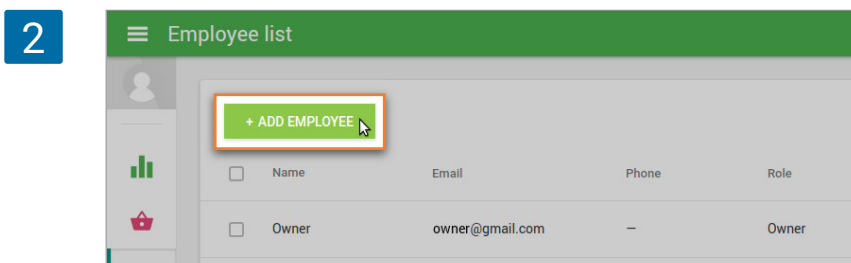 2
Employee list
+ ADD EMPLOYEE
Name Email Phone Role
Owner owner@gmail.com – Owner